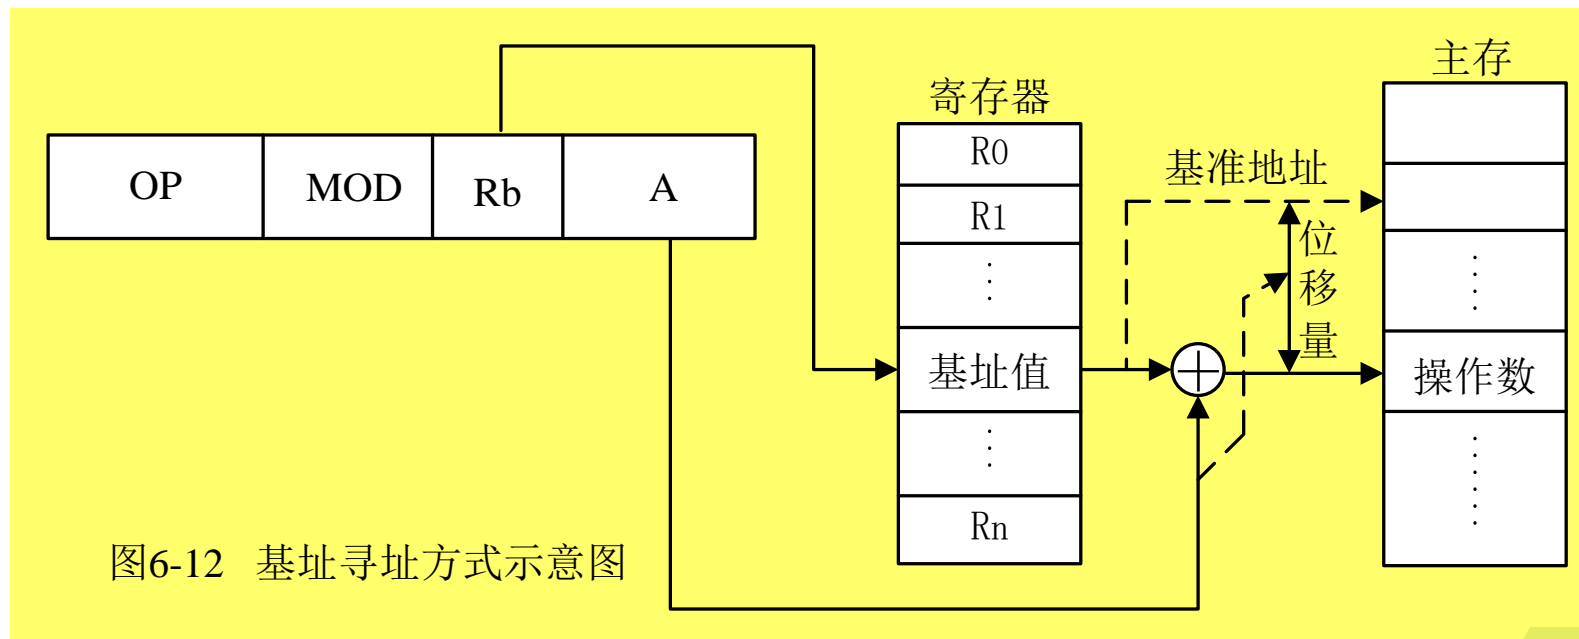 主存
寄存器
OP MOD Rb A
R0
R1
⋮
基址值
⋮
Rn
基准地址
位移量
⋮
操作数
⋮
图6-12 基址寻址方式示意图